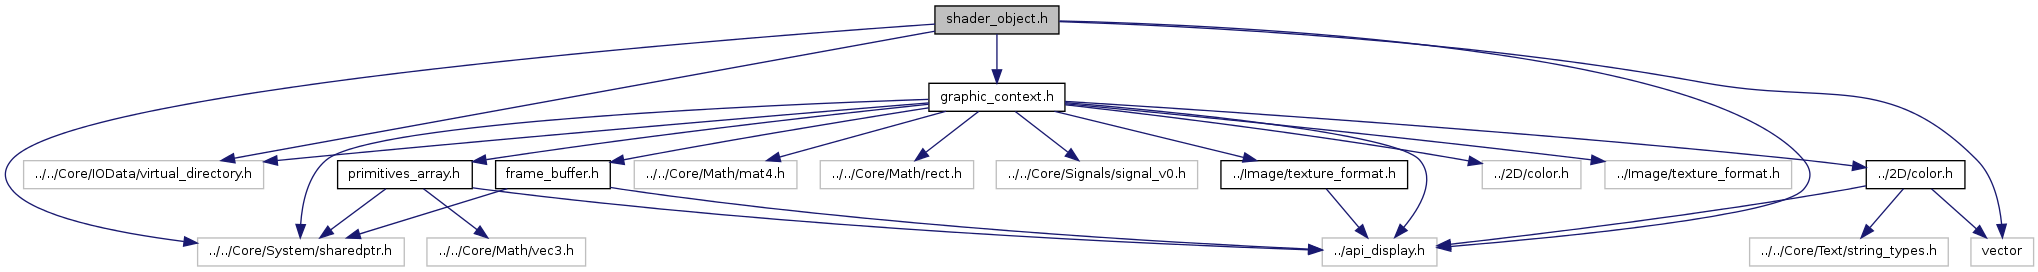 shader_object.h
graphic_context.h
../../Core/IOData/virtual_directory.h
primitives_array.h
frame_buffer.h
../../Core/Math/mat4.h
../../Core/Math/rect.h
../../Core/Signals/signal_v0.h
../Image/texture_format.h
../2D/color.h
../Image/texture_format.h
../2D/color.h
../../Core/System/sharedptr.h
../../Core/Math/vec3.h
../api_display.h
../../Core/Text/string_types.h
vector